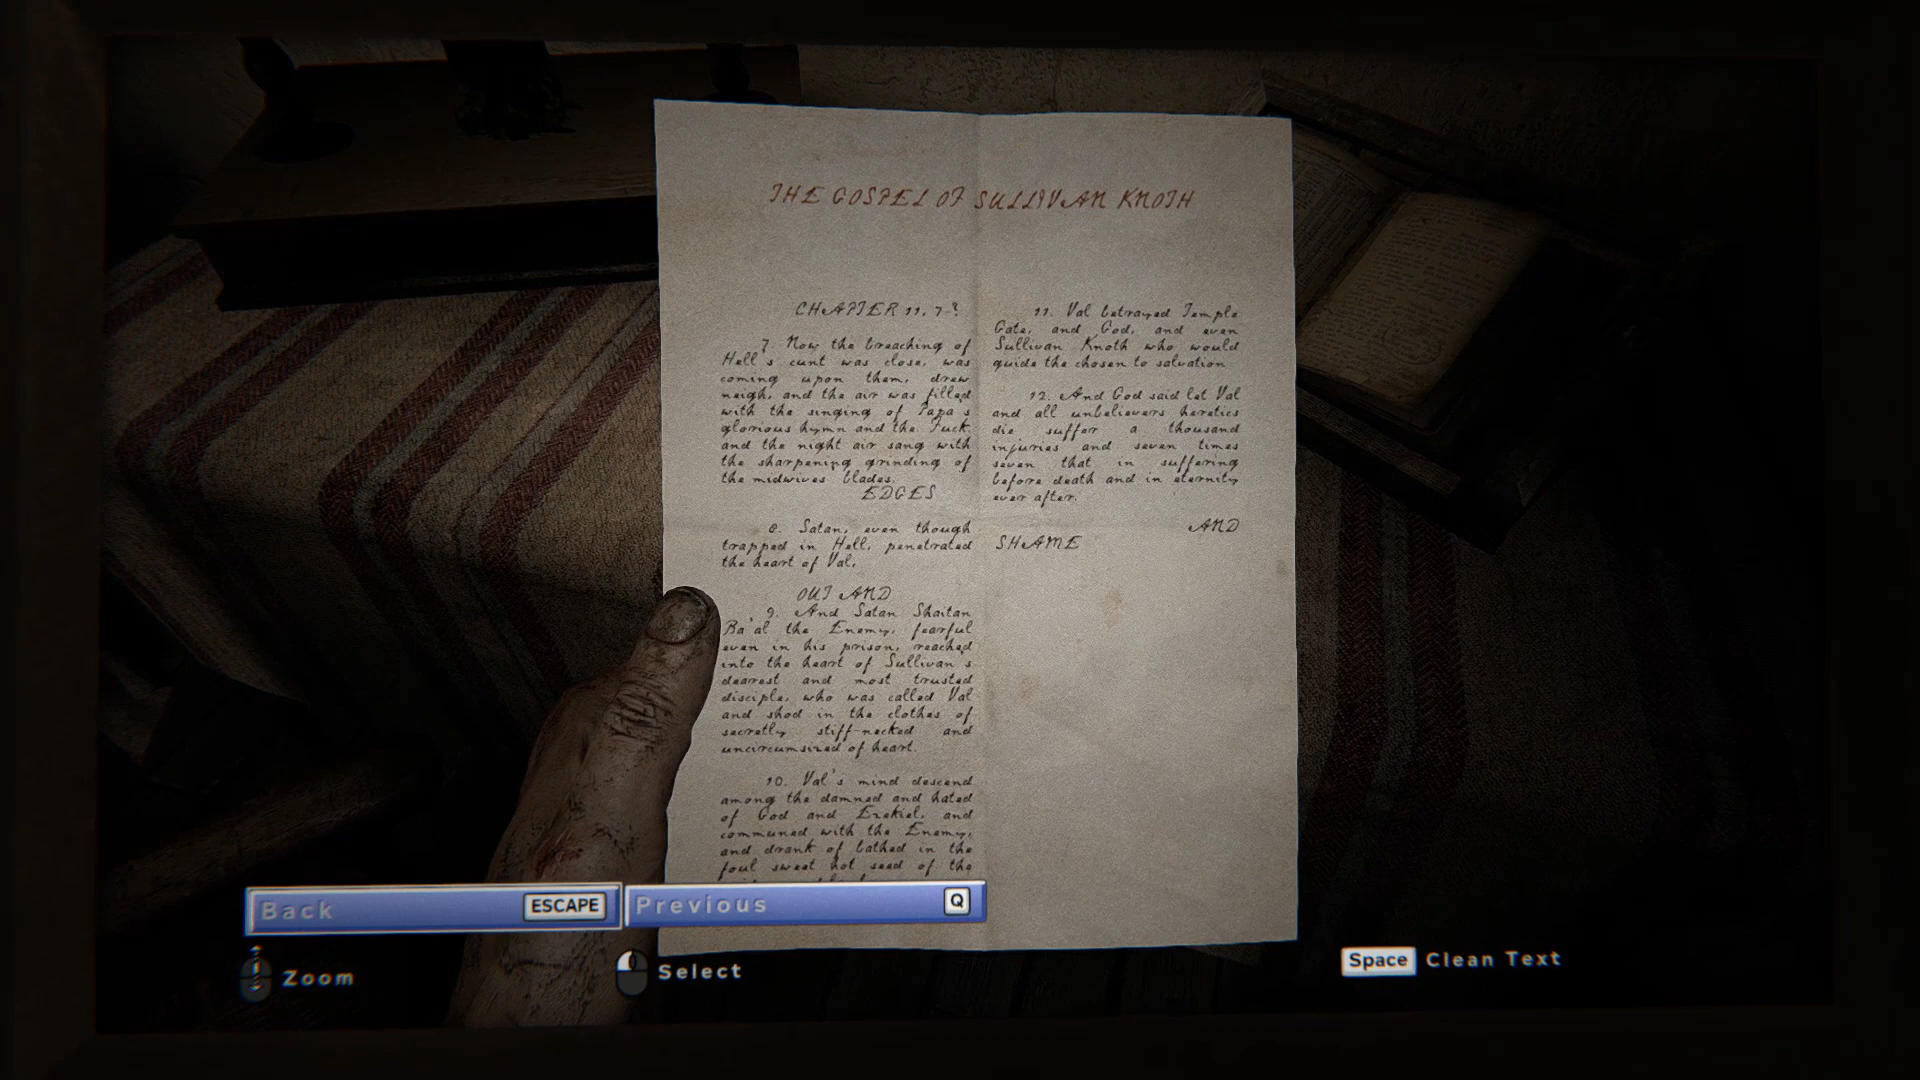 THE GOSPEL OF SULLIVAN KNOTH
CHAPTER 11, 7-?
7. Now the breaching of
Hell's cunt was close, was
coming upon them, drew
neigh, and the air was filled
with the singing of Papa's
glorious hymn and the Fuck.
and the night air sang with
the sharpening grinding of
the midwives blades.
EDGES
8. Satan, even though
trapped in Hell, penetrated
the heart of Val,
OUT AND
9. And Satan Shaitan
Ba'al the Enemy, fearful
even in his prison, reached
into the heart of Sullivan's
dearest and most trusted
disciple, who was called Val
and shod in the clothes of
secretly stiff-necked and
uncircumsized of heart.
10. Val's mind descend
among the damned and hated
of God and Ezekiel, and
communed with the Enemy,
and drank of bathed in the
foul sweet hot seed of the
11. Val betrayed Temple
Gate, and God, and even
Sullivan Knoth who would
guide the chosen to salvation
12. And God said let Val
and all unbelievers heretics
die suffer a thousand
injuries and seven times
seven that in suffering
before death and in eternity
ever after.
AND
SHAME
Back ESCAPE
Previous Q
Zoom
Select
Space Clean Text